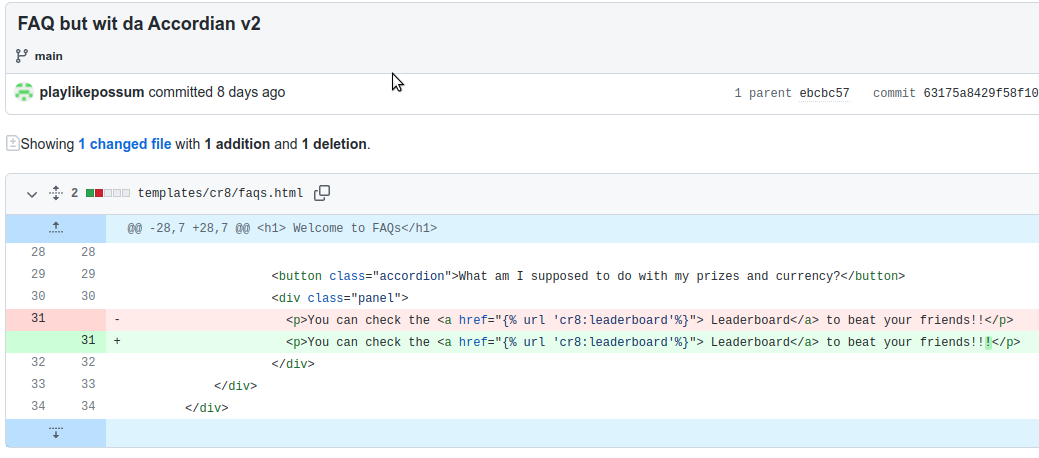 FAQ but wit da Accordian v2
main
playlikepossum committed 8 days ago 1 parent ebcbc57 commit 63175a8429f58f10
Showing 1 changed file with 1 addition and 1 deletion.
2 templates/cr8/faqs.html
@@ -28,7 +28,7 @@ <h1> Welcome to FAQs</h1>
28 28
29 29 <button class="accordion">What am I supposed to do with my prizes and currency?</button>
30 30 <div class="panel">
31 - <p>You can check the <a href="{% url 'cr8:leaderboard'%}"> Leaderboard</a> to beat your friends!!</p>
31 + <p>You can check the <a href="{% url 'cr8:leaderboard'%}"> Leaderboard</a> to beat your friends!!!</p>
32 32 </div>
33 33 </div>
34 34 </div>